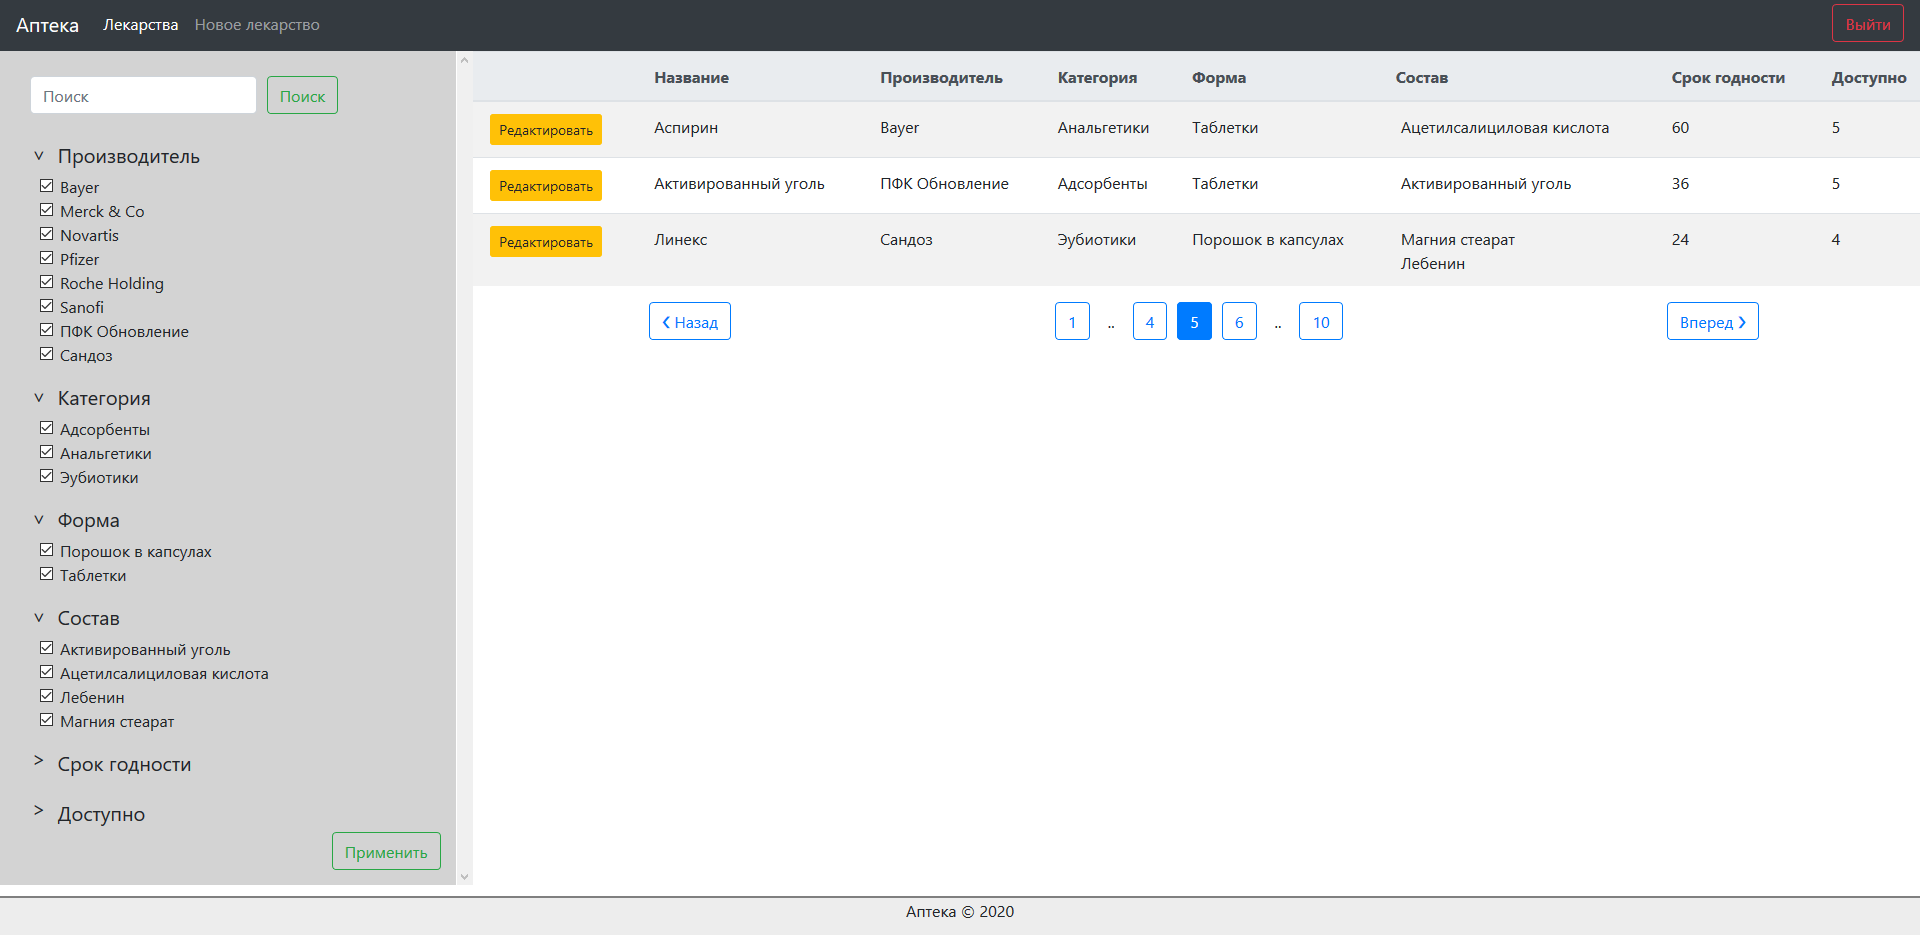 Аптека Лекарства Новое лекарство Выйти
Поиск Поиск
Производитель
Bayer
Merck & Co
Novartis
Pfizer
Roche Holding
Sanofi
ПФК Обновление
Сандоз
Категория
Адсорбенты
Анальгетики
Эубиотики
Форма
Порошок в капсулах
Таблетки
Состав
Активированный уголь
Ацетилсалициловая кислота
Лебенин
Магния стеарат
Срок годности
Доступно
Применить
Название Производитель Категория Форма Состав Срок годности Доступно
Редактировать Аспирин Bayer Анальгетики Таблетки Ацетилсалициловая кислота 60 5
Редактировать Активированный уголь ПФК Обновление Адсорбенты Таблетки Активированный уголь 36 5
Редактировать Линекс Сандоз Эубиотики Порошок в капсулах Магния стеарат 24 4
Лебенин
❮ Назад 1 .. 4 5 6 .. 10 Вперед ❯
Аптека © 2020